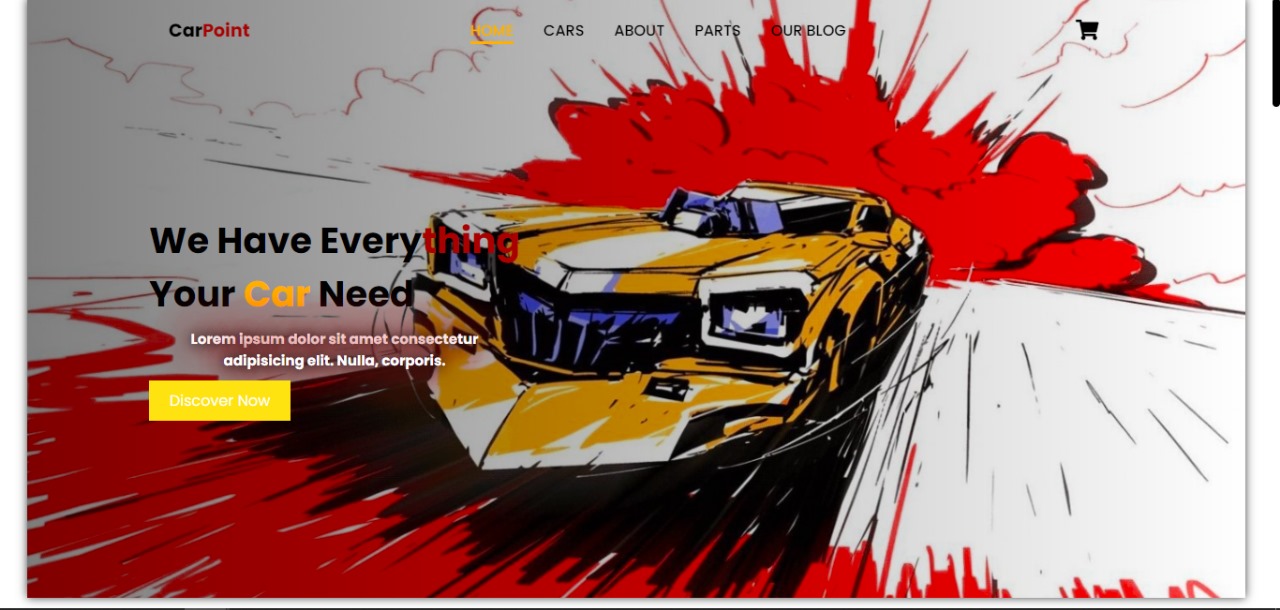 CarPoint
HOME CARS ABOUT PARTS OUR BLOG
We Have Everything
Your Car Need
Lorem ipsum dolor sit amet consectetur
adipisicing elit. Nulla, corporis.
Discover Now